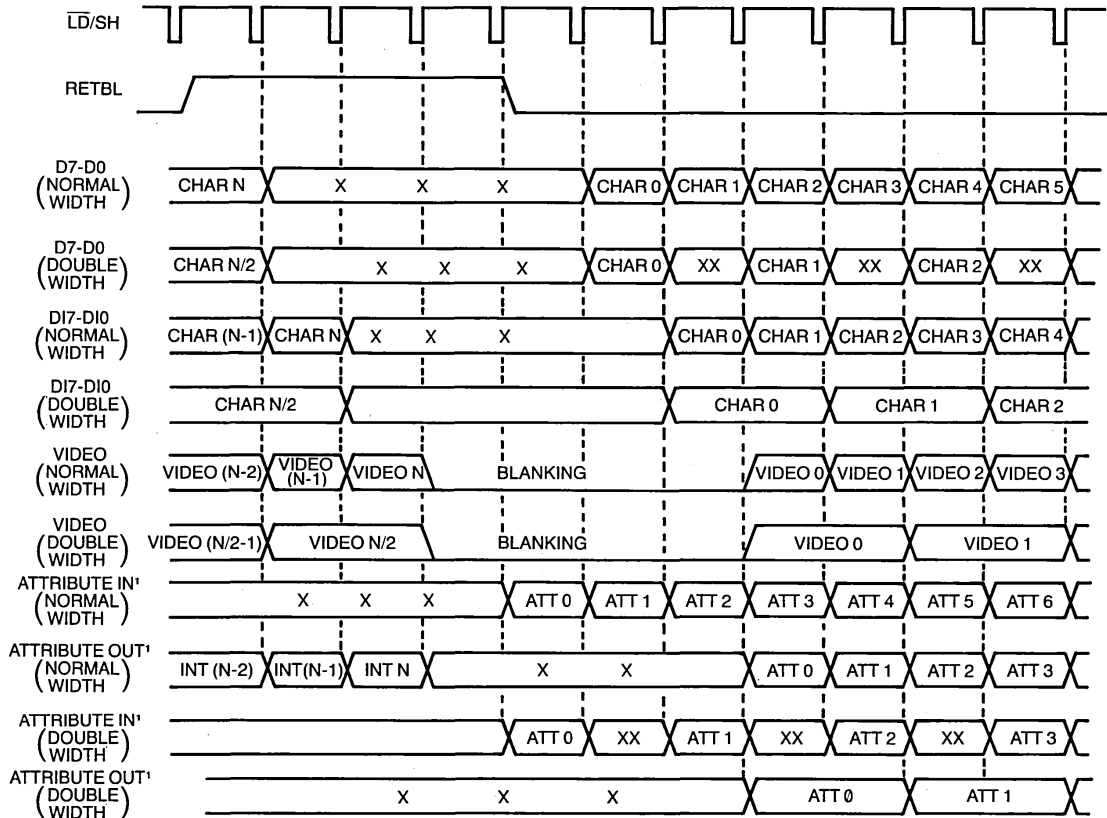 L̅D̅/SH
RETBL
D7-D0
(NORMAL
WIDTH)
CHAR N X X X CHAR 0 CHAR 1 CHAR 2 CHAR 3 CHAR 4 CHAR 5
D7-D0
(DOUBLE
WIDTH)
CHAR N/2 X X X CHAR 0 XX CHAR 1 XX CHAR 2 XX
DI7-DI0
(NORMAL
WIDTH)
CHAR (N-1) CHAR N X X X CHAR 0 CHAR 1 CHAR 2 CHAR 3 CHAR 4
DI7-DI0
(DOUBLE
WIDTH)
CHAR N/2 CHAR 0 CHAR 1 CHAR 2
VIDEO
(NORMAL
WIDTH)
VIDEO (N-2) VIDEO (N-1) VIDEO N BLANKING VIDEO 0 VIDEO 1 VIDEO 2 VIDEO 3
VIDEO
(DOUBLE
WIDTH)
VIDEO (N/2-1) VIDEO N/2 BLANKING VIDEO 0 VIDEO 1
ATTRIBUTE IN¹
(NORMAL
WIDTH)
X X X ATT 0 ATT 1 ATT 2 ATT 3 ATT 4 ATT 5 ATT 6
ATTRIBUTE OUT¹
(NORMAL
WIDTH)
INT (N-2) INT(N-1) INT N X X ATT 0 ATT 1 ATT 2 ATT 3
ATTRIBUTE IN¹
(DOUBLE
WIDTH)
ATT 0 XX ATT 1 XX ATT 2 XX ATT 3
ATTRIBUTE OUT¹
(DOUBLE
WIDTH)
X X X ATT 0 ATT 1